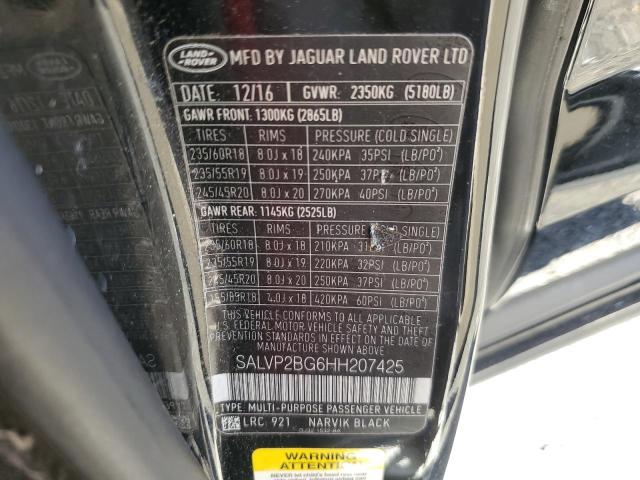 LAND-ROVER
MFD BY JAGUAR LAND ROVER LTD
DATE: 12/16 GVWR: 2350KG (5180LB)
GAWR FRONT: 1300KG (2865LB)
TIRES RIMS PRESSURE (COLD SINGLE)
235/60R18 8.0J x 18 240KPA 35PSI (LB/PO²)
235/55R19 8.0J x 19 250KPA 37PSI (LB/PO²)
245/45R20 8.0J x 20 270KPA 40PSI (LB/PO²)
GAWR REAR: 1145KG (2525LB)
TIRES RIMS PRESSURE SINGLE)
8.0J x 18 210KPA (LB/PO²)
235/55R19 8.0J x 19 220KPA 32PSI (LB/PO²)
245/45R20 8.0J x 20 250KPA 37PSI (LB/PO²)
4.0J x 18 420KPA 60PSI (LB/PO²)
THIS VEHICLE CONFORMS TO ALL APPLICABLE
U.S. FEDERAL MOTOR VEHICLE SAFETY, BUMPER,
AND THEFT PREVENTION STANDARDS IN EFFECT ON
THE DATE OF MANUFACTURE SHOWN ABOVE.
SALVP2BG6HH207425
TYPE: MULTI-PURPOSE PASSENGER VEHICLE
LRC 921 NARVIK BLACK
WARNING
ATTENTION